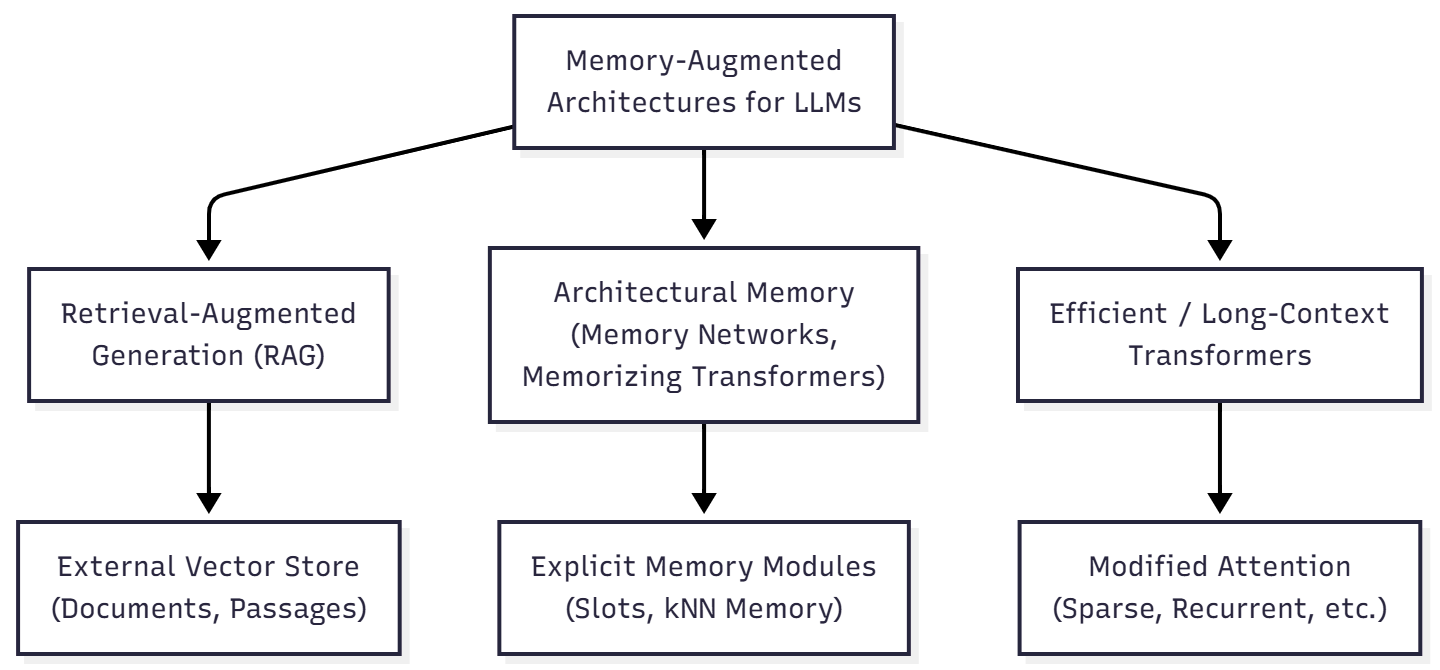 Memory-Augmented
Architectures for LLMs
Retrieval-Augmented
Generation (RAG)
Architectural Memory
(Memory Networks,
Memorizing Transformers)
Efficient / Long-Context
Transformers
External Vector Store
(Documents, Passages)
Explicit Memory Modules
(Slots, kNN Memory)
Modified Attention
(Sparse, Recurrent, etc.)